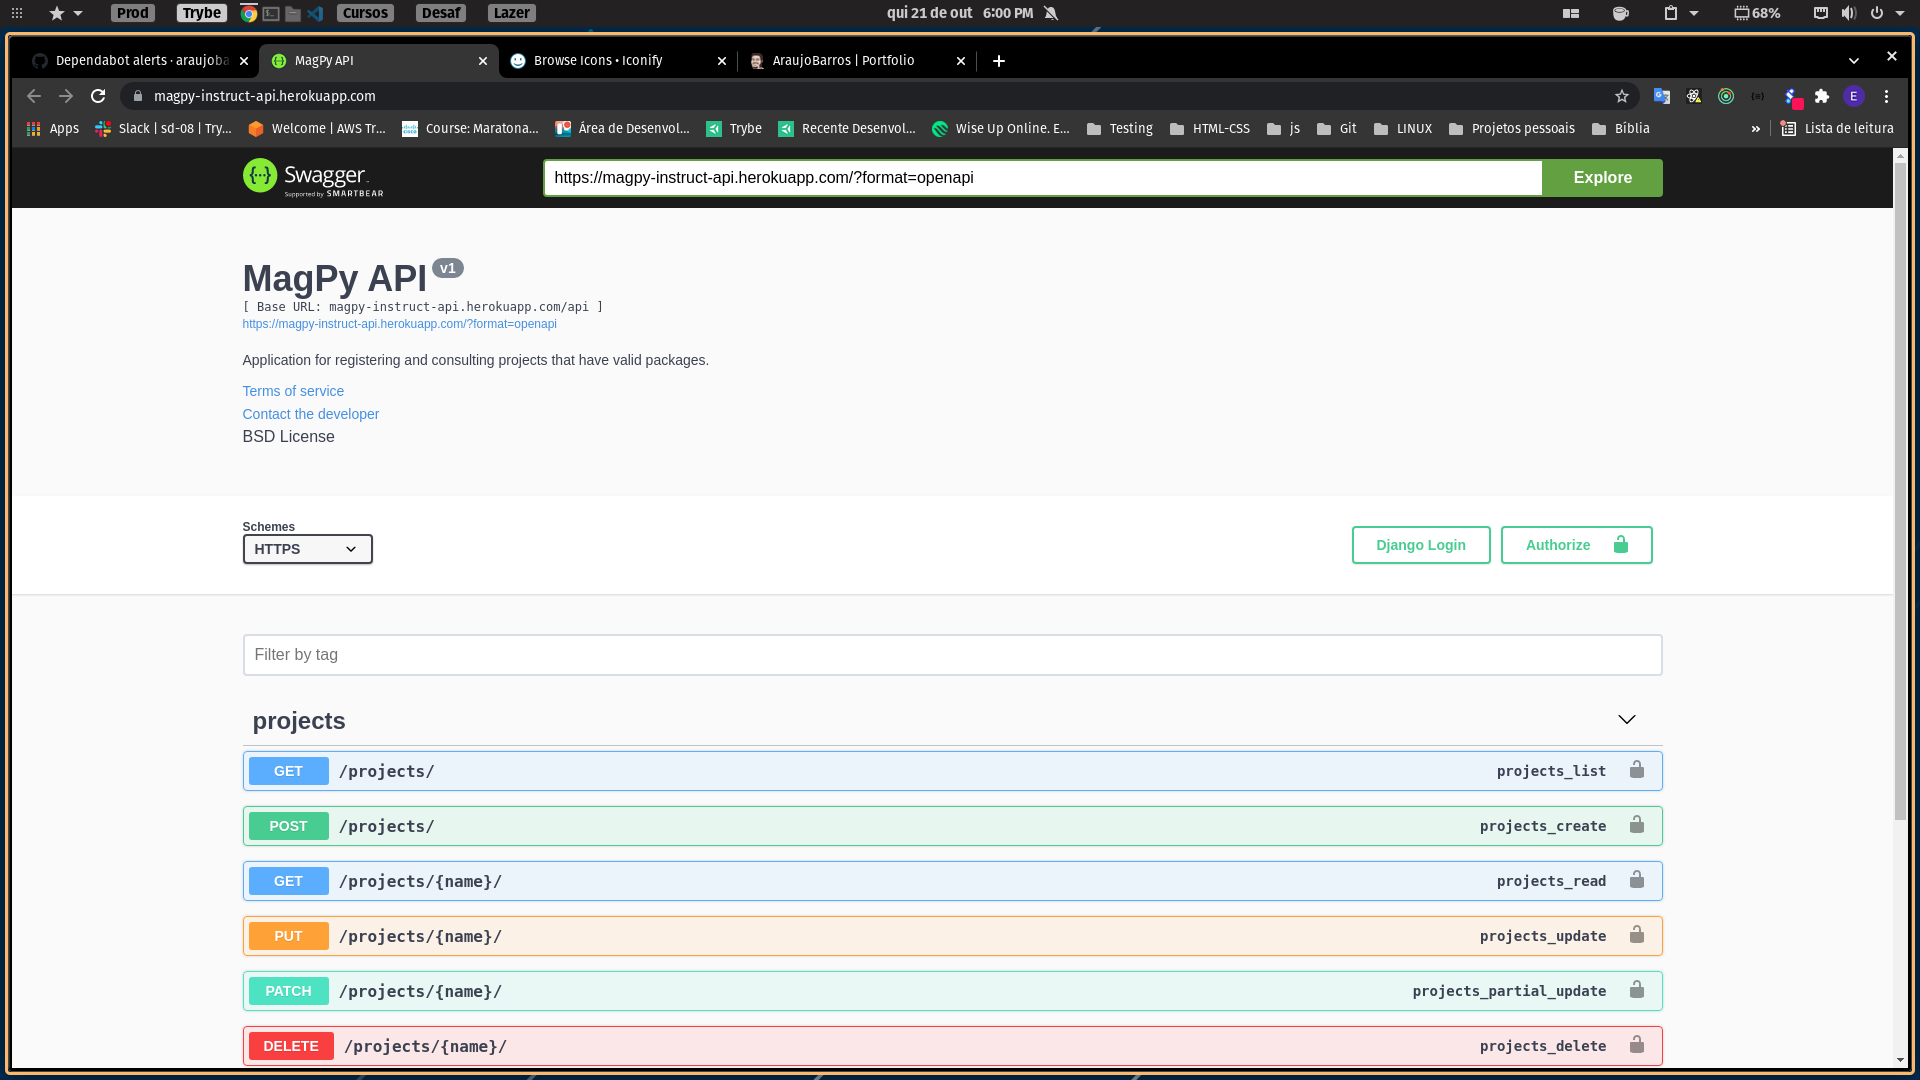 Prod Trybe Cursos Desaf Lazer qui 21 de out 6:00 PM 68%
Dependabot alerts · araujoba MagPy API Browse Icons • Iconify AraujoBarros | Portfolio
magpy-instruct-api.herokuapp.com E
Apps Slack | sd-08 | Try... Welcome | AWS Tr... Course: Maratona... Área de Desenvol... Trybe Recente Desenvol... Wise Up Online. E... Testing HTML-CSS js Git LINUX Projetos pessoais Bíblia » Lista de leitura
Swagger
Supported by SMARTBEAR
https://magpy-instruct-api.herokuapp.com/?format=openapi Explore
MagPy API v1
[ Base URL: magpy-instruct-api.herokuapp.com/api ]
https://magpy-instruct-api.herokuapp.com/?format=openapi
Application for registering and consulting projects that have valid packages.
Terms of service
Contact the developer
BSD License
Schemes
HTTPS Django Login Authorize
Filter by tag
projects
GET /projects/ projects_list
POST /projects/ projects_create
GET /projects/{name}/ projects_read
PUT /projects/{name}/ projects_update
PATCH /projects/{name}/ projects_partial_update
DELETE /projects/{name}/ projects_delete